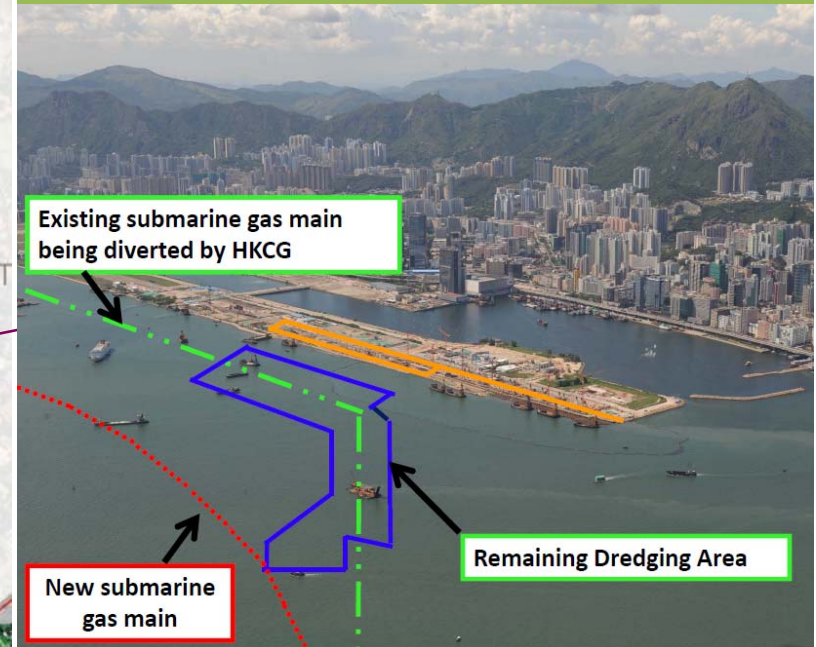 Existing submarine gas main
being diverted by HKCG
Remaining Dredging Area
New submarine
gas main